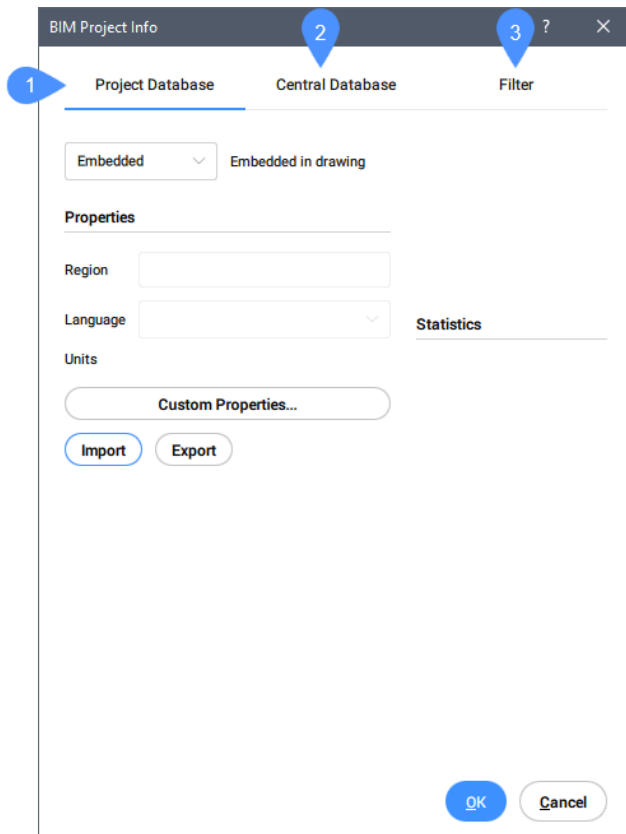 BIM Project Info ?
2
3
1
Project Database Central Database Filter
Embedded Embedded in drawing
Properties
Region
Language
Statistics
Units
Custom Properties...
Import Export
OK Cancel